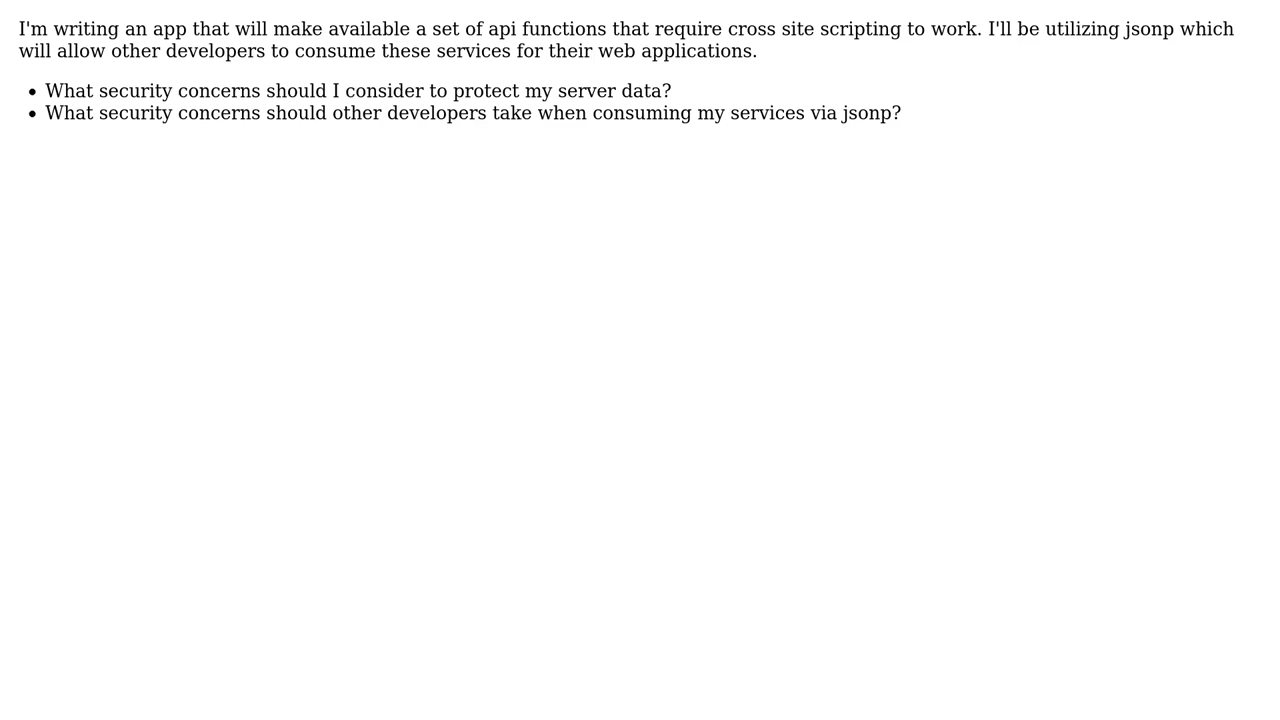 I'm writing an app that will make available a set of api functions that require cross site scripting to work. I'll be utilizing jsonp which
will allow other developers to consume these services for their web applications.
• What security concerns should I consider to protect my server data?
• What security concerns should other developers take when consuming my services via jsonp?